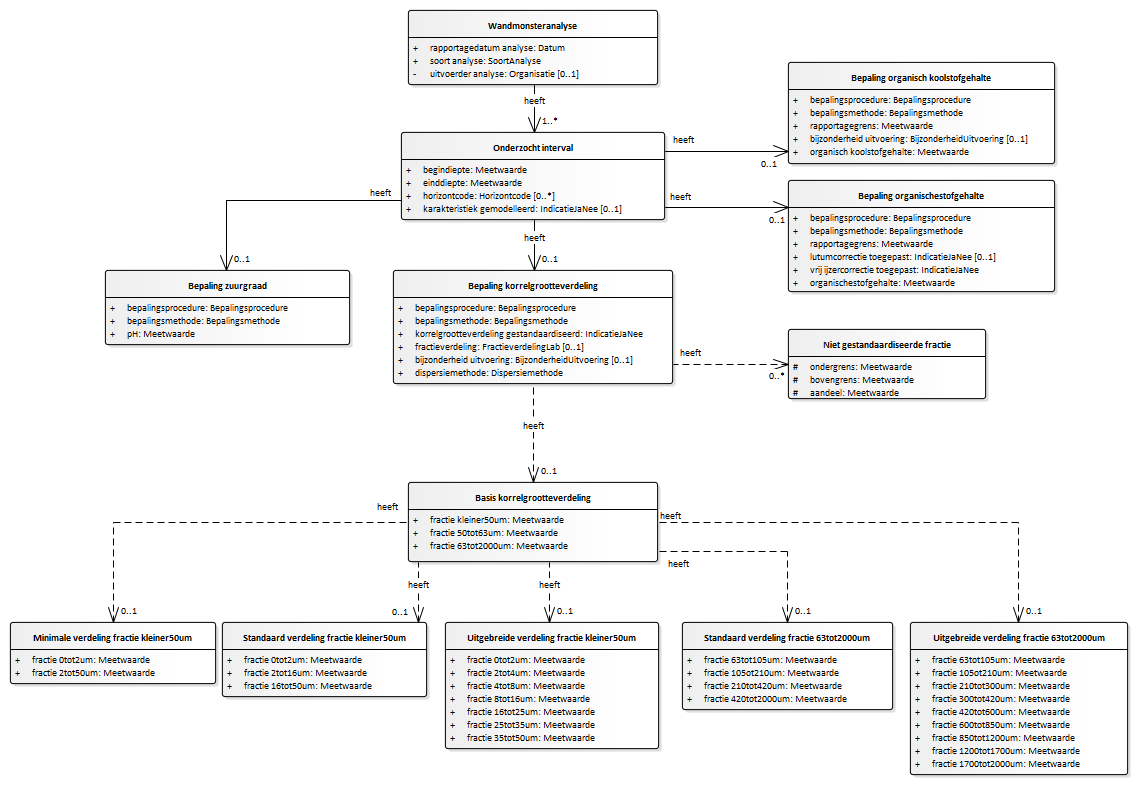 Wandmonsteranalyse
+ rapportagedatum analyse: Datum
+ soort analyse: SoortAnalyse
- uitvoerder analyse: Organisatie [0..1]
heeft
1..*
Onderzocht interval
+ begindiepte: Meetwaarde
+ einddiepte: Meetwaarde
+ horizontcode: Horizontcode [0..*]
+ karakteristiek gemodelleerd: IndicatieJaNee [0..1]
heeft
0..1
Bepaling organisch koolstofgehalte
+ bepalingsprocedure: Bepalingsprocedure
+ bepalingsmethode: Bepalingsmethode
+ rapportagegrens: Meetwaarde
+ bijzonderheid uitvoering: BijzonderheidUitvoering [0..1]
+ organisch koolstofgehalte: Meetwaarde
heeft
0..1
Bepaling organischestofgehalte
+ bepalingsprocedure: Bepalingsprocedure
+ bepalingsmethode: Bepalingsmethode
+ rapportagegrens: Meetwaarde
+ lutumcorrectie toegepast: IndicatieJaNee [0..1]
+ vrij ijzercorrectie toegepast: IndicatieJaNee
+ organischestofgehalte: Meetwaarde
heeft
0..1
Bepaling zuurgraad
+ bepalingsprocedure: Bepalingsprocedure
+ bepalingsmethode: Bepalingsmethode
+ pH: Meetwaarde
heeft
0..1
Bepaling korrelgrootteverdeling
+ bepalingsprocedure: Bepalingsprocedure
+ bepalingsmethode: Bepalingsmethode
+ korrelgrootteverdeling gestandaardiseerd: IndicatieJaNee
+ fractieverdeling: FractieverdelingLab [0..1]
+ bijzonderheid uitvoering: BijzonderheidUitvoering [0..1]
+ dispersiemethode: Dispersiemethode
heeft
0..*
Niet gestandaardiseerde fractie
# ondergrens: Meetwaarde
# bovengrens: Meetwaarde
# aandeel: Meetwaarde
heeft
0..1
Basis korrelgrootteverdeling
+ fractie kleiner50um: Meetwaarde
+ fractie 50tot63um: Meetwaarde
+ fractie 63tot2000um: Meetwaarde
heeft
0..1
Minimale verdeling fractie kleiner50um
+ fractie 0tot2um: Meetwaarde
+ fractie 2tot50um: Meetwaarde
heeft
0..1
Standaard verdeling fractie kleiner50um
+ fractie 0tot2um: Meetwaarde
+ fractie 2tot16um: Meetwaarde
+ fractie 16tot50um: Meetwaarde
heeft
0..1
Uitgebreide verdeling fractie kleiner50um
+ fractie 0tot2um: Meetwaarde
+ fractie 2tot4um: Meetwaarde
+ fractie 4tot8um: Meetwaarde
+ fractie 8tot16um: Meetwaarde
+ fractie 16tot25um: Meetwaarde
+ fractie 25tot35um: Meetwaarde
+ fractie 35tot50um: Meetwaarde
heeft
0..1
Standaard verdeling fractie 63tot2000um
+ fractie 63tot105um: Meetwaarde
+ fractie 105ot210um: Meetwaarde
+ fractie 210tot420um: Meetwaarde
+ fractie 420tot2000um: Meetwaarde
heeft
0..1
Uitgebreide verdeling fractie 63tot2000um
+ fractie 63tot105um: Meetwaarde
+ fractie 105ot210um: Meetwaarde
+ fractie 210tot300um: Meetwaarde
+ fractie 300tot420um: Meetwaarde
+ fractie 420tot600um: Meetwaarde
+ fractie 600tot850um: Meetwaarde
+ fractie 850tot1200um: Meetwaarde
+ fractie 1200tot1700um: Meetwaarde
+ fractie 1700tot2000um: Meetwaarde